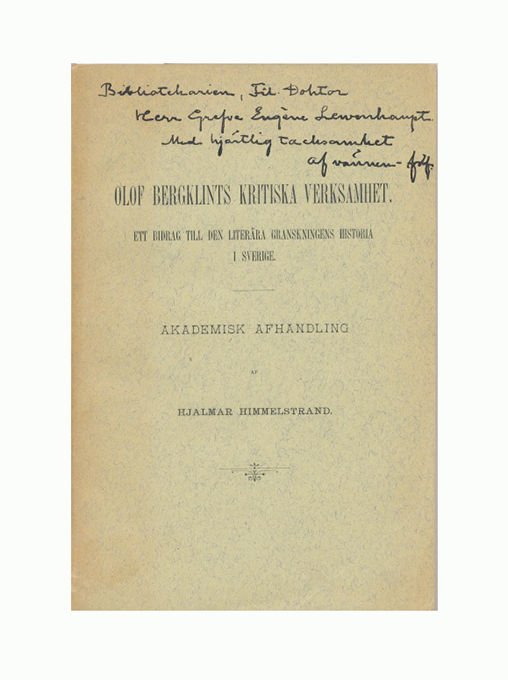 Bibliotekarien, Fil. Doktor
Herr Grefve Eugène Lewenhaupt
Med hjärtlig tacksamhet
af vännen - förf.
OLOF BERGKLINTS KRITISKA VERKSAMHET.
ETT BIDRAG TILL DEN LITERÄRA GRANSKNINGENS HISTORIA
I SVERIGE.
AKADEMISK AFHANDLING
AF
HJALMAR HIMMELSTRAND.